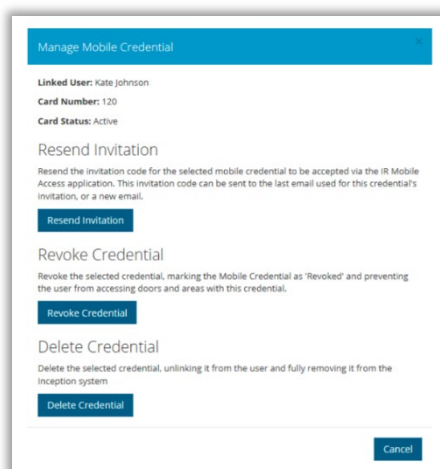 Manage Mobile Credential
×
Linked User: Kate Johnson
Card Number: 120
Card Status: Active
Resend Invitation
Resend the invitation code for the selected mobile credential to be accepted via the IR Mobile
Access application. This invitation code can be sent to the last email used for this credential's
invitation, or a new email.
Resend Invitation
Revoke Credential
Revoke the selected credential, marking the Mobile Credential as 'Revoked' and preventing
the user from accessing doors and areas with this credential.
Revoke Credential
Delete Credential
Delete the selected credential, unlinking it from the user and fully removing it from the
Inception system
Delete Credential
Cancel